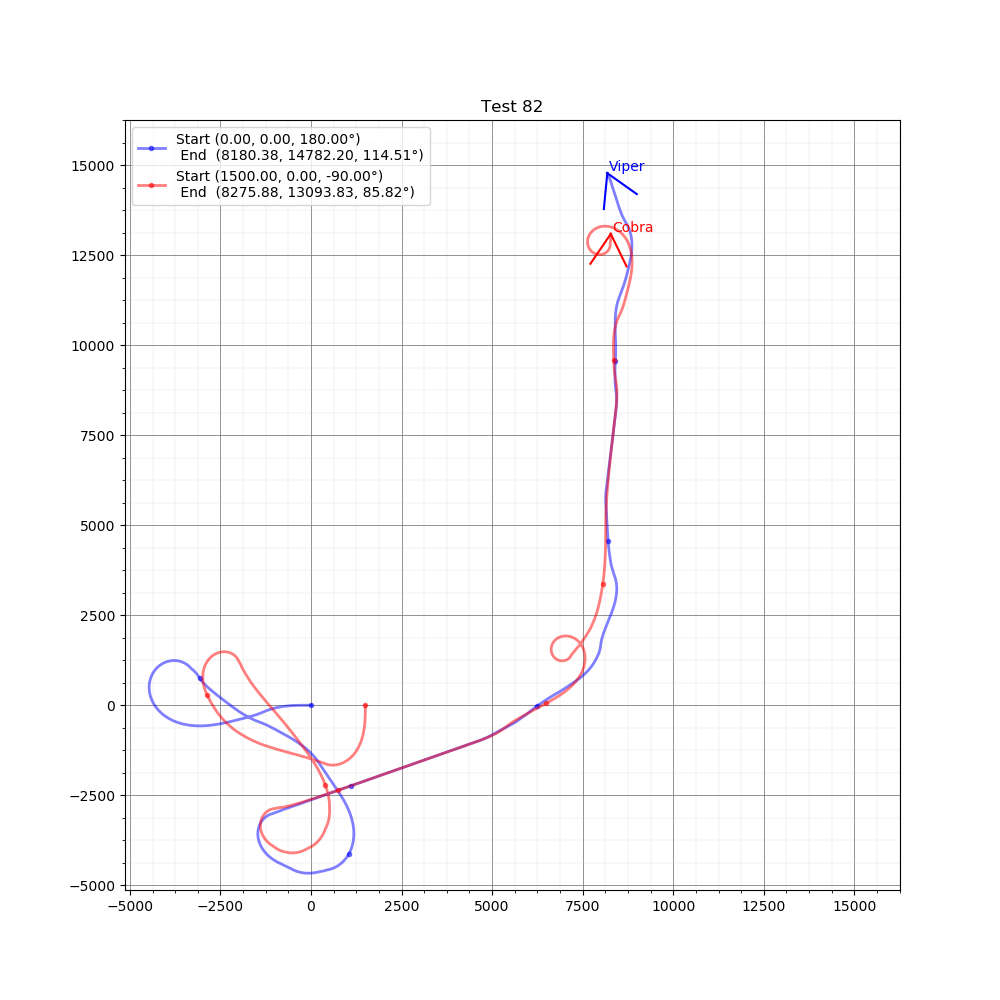 Test 82
Start (0.00, 0.00, 180.00°)
End (8180.38, 14782.20, 114.51°)
Start (1500.00, 0.00, -90.00°)
End (8275.88, 13093.83, 85.82°)
Viper
Cobra
15000
12500
10000
7500
5000
2500
0
−2500
−5000
−5000 −2500 0 2500 5000 7500 10000 12500 15000